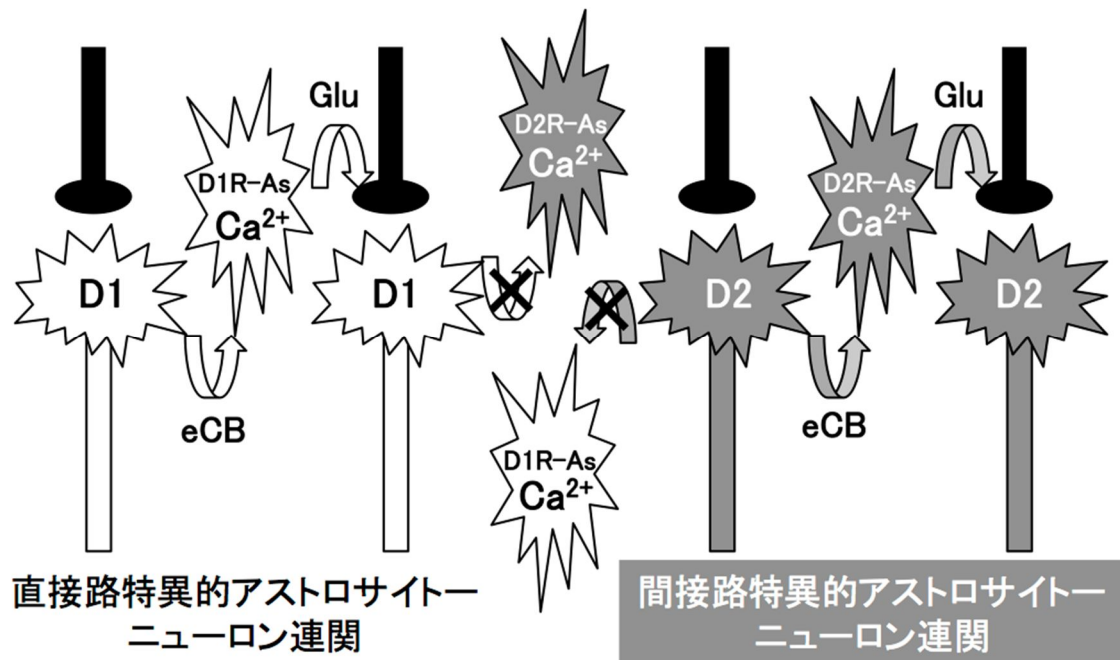 Glu
D1R-As
Ca²⁺
D2R-As
Ca²⁺
Glu
D2R-As
Ca²⁺
D1
D1
D2
D2
eCB
eCB
D1R-As
Ca²⁺
直接路特異的アストロサイトー
ニューロン連関
間接路特異的アストロサイトー
ニューロン連関